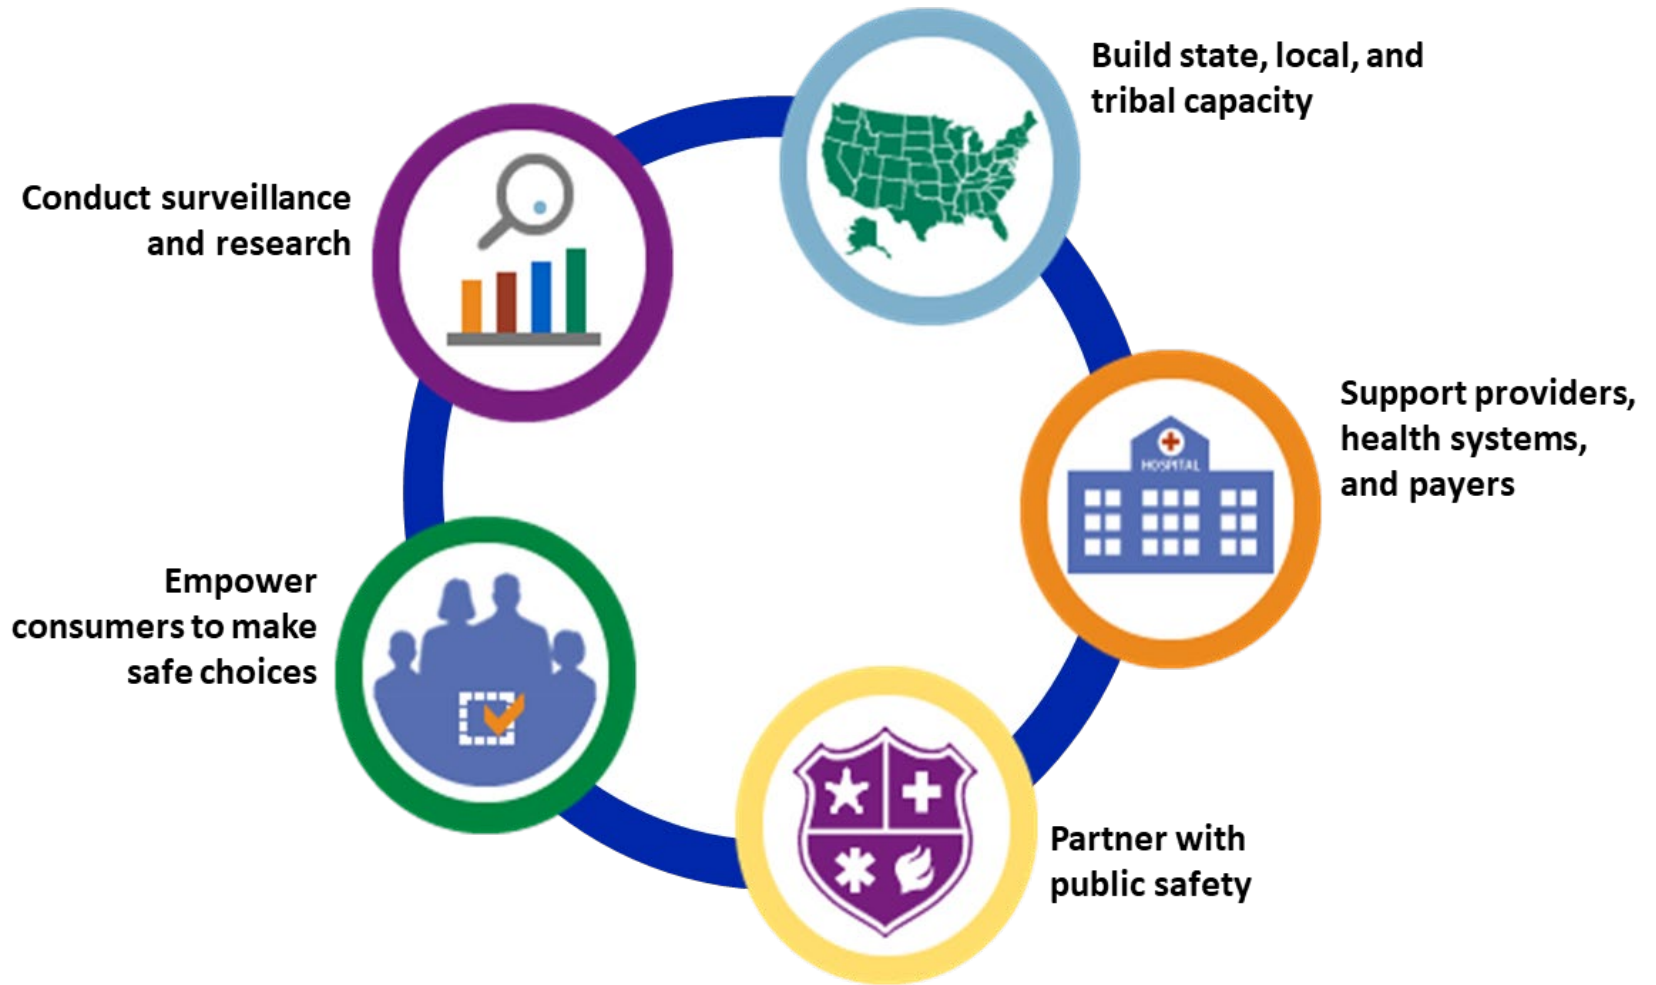 Build state, local, and
tribal capacity
Conduct surveillance
and research
Support providers,
health systems,
and payers
HOSPITAL
Empower
consumers to make
safe choices
Partner with
public safety